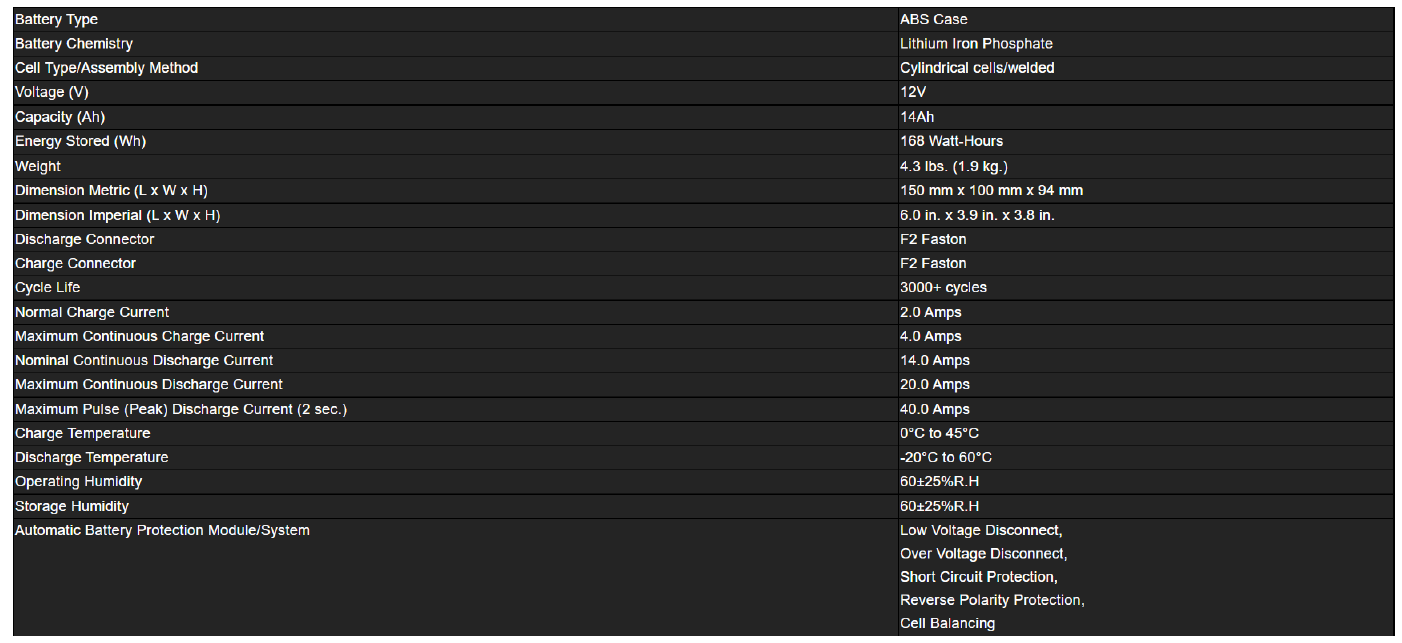 Battery Type ABS Case
Battery Chemistry Lithium Iron Phosphate
Cell Type/Assembly Method Cylindrical cells/welded
Voltage (V) 12V
Capacity (Ah) 14Ah
Energy Stored (Wh) 168 Watt-Hours
Weight 4.3 lbs. (1.9 kg.)
Dimension Metric (L x W x H) 150 mm x 100 mm x 94 mm
Dimension Imperial (L x W x H) 6.0 in. x 3.9 in. x 3.8 in.
Discharge Connector F2 Faston
Charge Connector F2 Faston
Cycle Life 3000+ cycles
Normal Charge Current 2.0 Amps
Maximum Continuous Charge Current 4.0 Amps
Nominal Continuous Discharge Current 14.0 Amps
Maximum Continuous Discharge Current 20.0 Amps
Maximum Pulse (Peak) Discharge Current (2 sec.) 40.0 Amps
Charge Temperature 0°C to 45°C
Discharge Temperature -20°C to 60°C
Operating Humidity 60±25%R.H
Storage Humidity 60±25%R.H
Automatic Battery Protection Module/System Low Voltage Disconnect,
Over Voltage Disconnect,
Short Circuit Protection,
Reverse Polarity Protection,
Cell Balancing